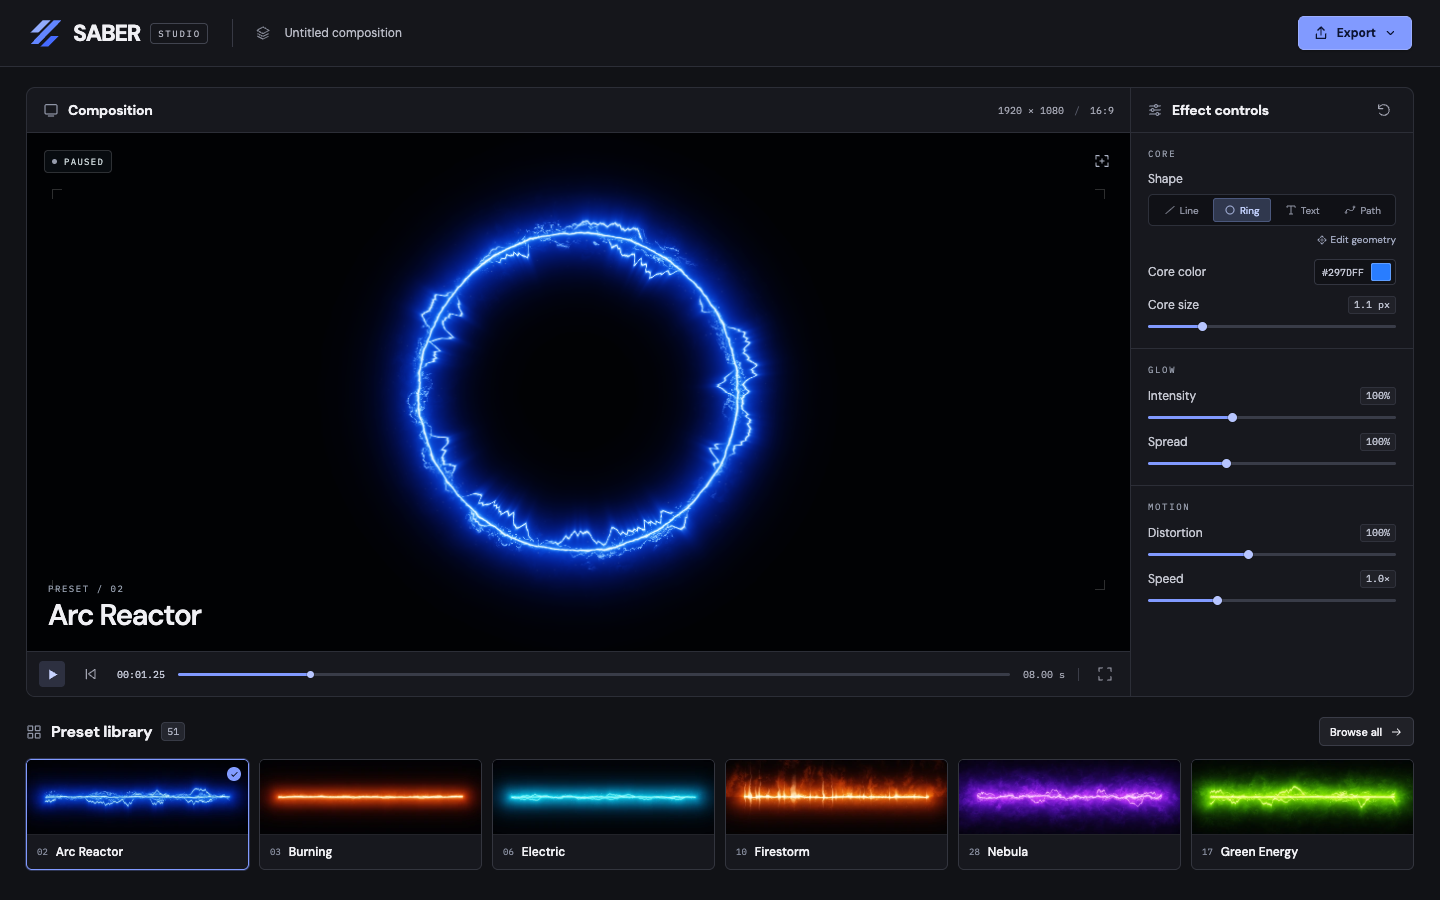 SABER STUDIO
Untitled composition
Export
Composition
1920 × 1080 / 16:9
PAUSED
PRESET / 02
Arc Reactor
00:01.25
08.00 s
Effect controls
CORE
Shape
Line Ring Text Path
Edit geometry
Core color #297DFF
Core size 1.1 px
GLOW
Intensity 100%
Spread 100%
MOTION
Distortion 100%
Speed 1.0×
Preset library 51
Browse all
02 Arc Reactor
03 Burning
06 Electric
10 Firestorm
28 Nebula
17 Green Energy